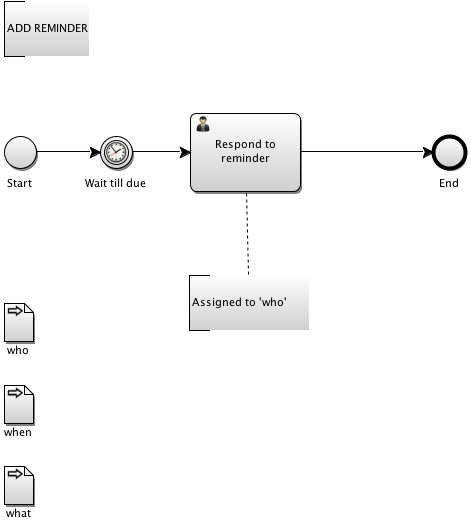 ADD REMINDER
Respond to
reminder
Start
Wait till due
End
Assigned to 'who'
who
when
what